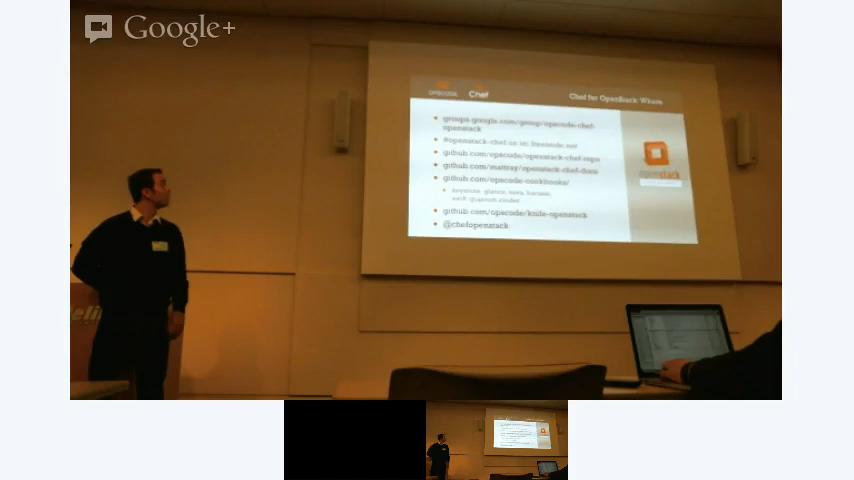 Google+
OPSCODE Chef
Chef for OpenStack: Where
groups.google.com/group/opscode-chef-
openstack
#openstack-chef on irc.freenode.net
github.com/opscode/openstack-chef-repo
github.com/mattray/openstack-chef-docs
github.com/opscode-cookbooks/
keystone, glance, nova, horizon,
swift, quantum, cinder
github.com/opscode/knife-openstack
@chefopenstack
openstack